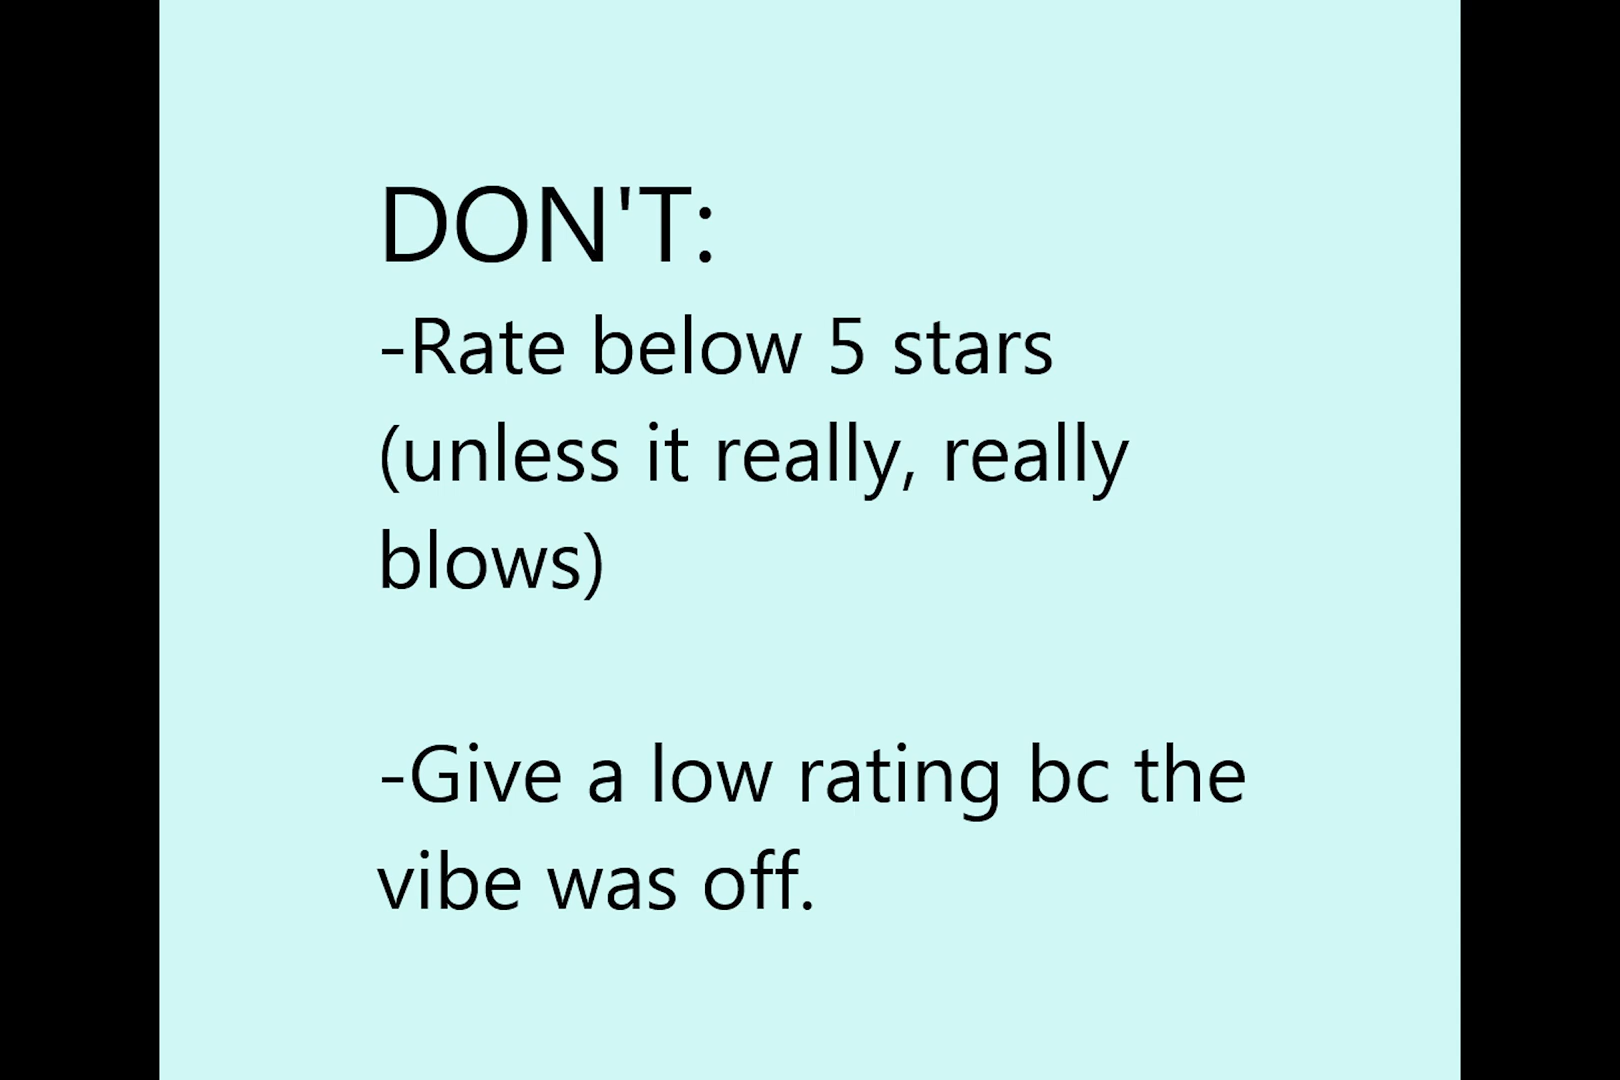 DON'T:
-Rate below 5 stars
(unless it really, really
blows)
-Give a low rating bc the
vibe was off.